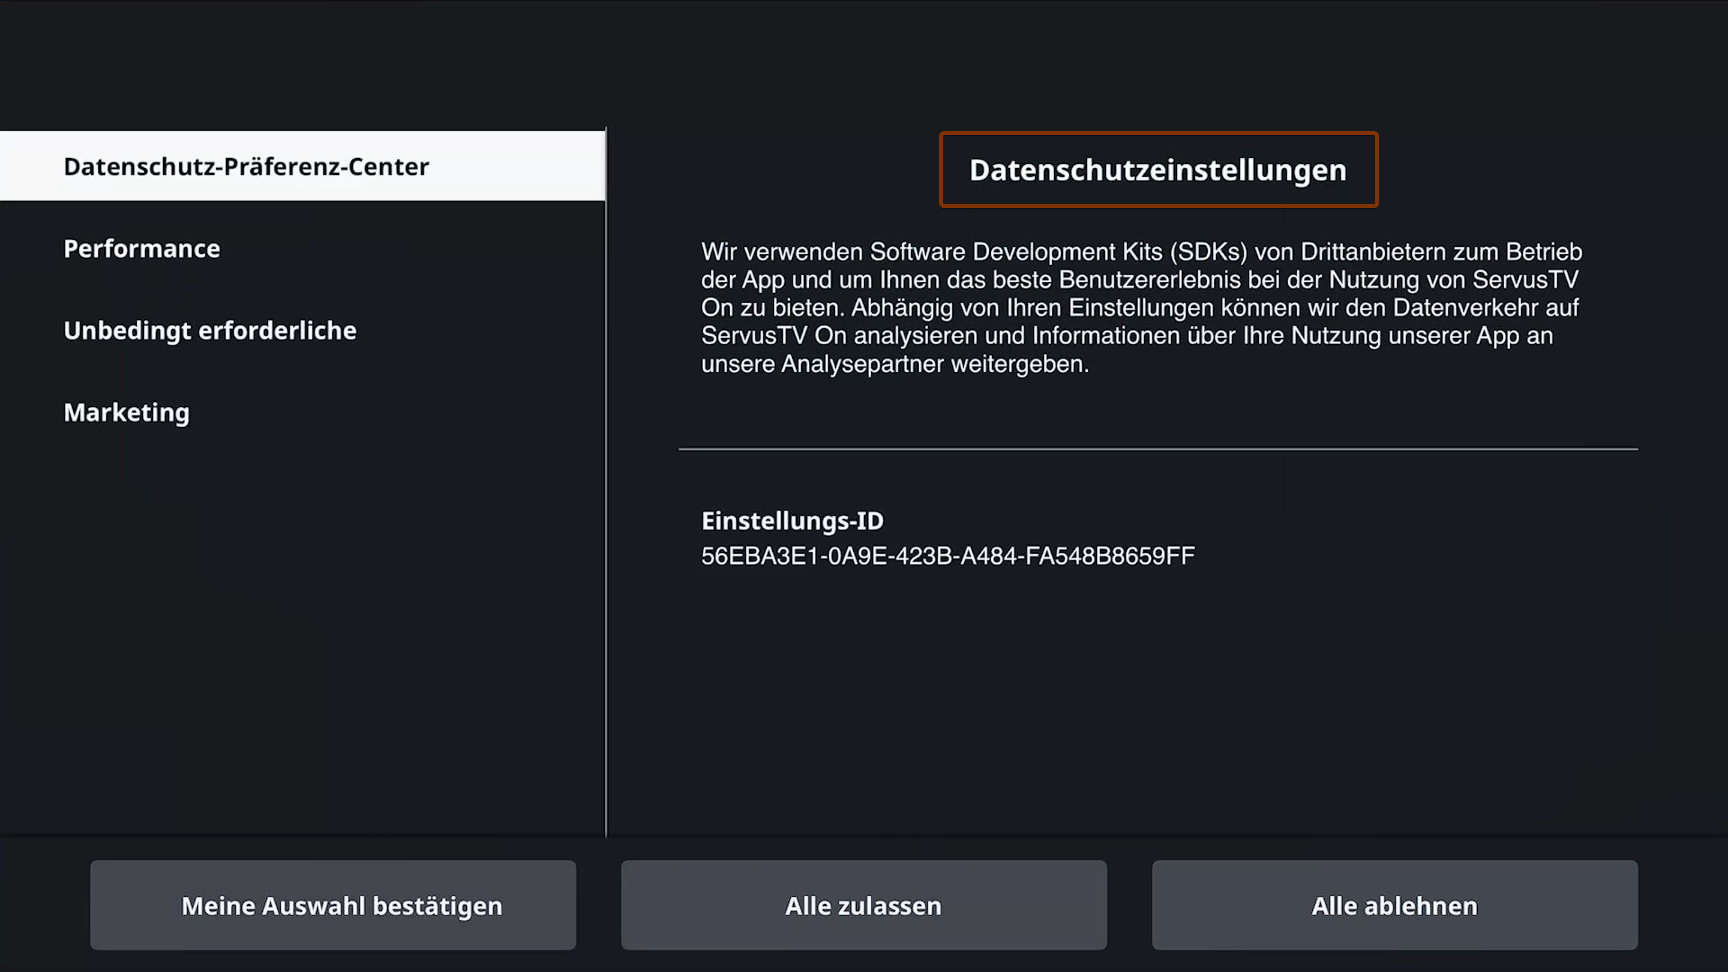 Datenschutz-Präferenz-Center
Performance
Unbedingt erforderliche
Marketing
Datenschutzeinstellungen
Wir verwenden Software Development Kits (SDKs) von Drittanbietern zum Betrieb
der App und um Ihnen das beste Benutzererlebnis bei der Nutzung von ServusTV
On zu bieten. Abhängig von Ihren Einstellungen können wir den Datenverkehr auf
ServusTV On analysieren und Informationen über Ihre Nutzung unserer App an
unsere Analysepartner weitergeben.
Einstellungs-ID
56EBA3E1-0A9E-423B-A484-FA548B8659FF
Meine Auswahl bestätigen
Alle zulassen
Alle ablehnen